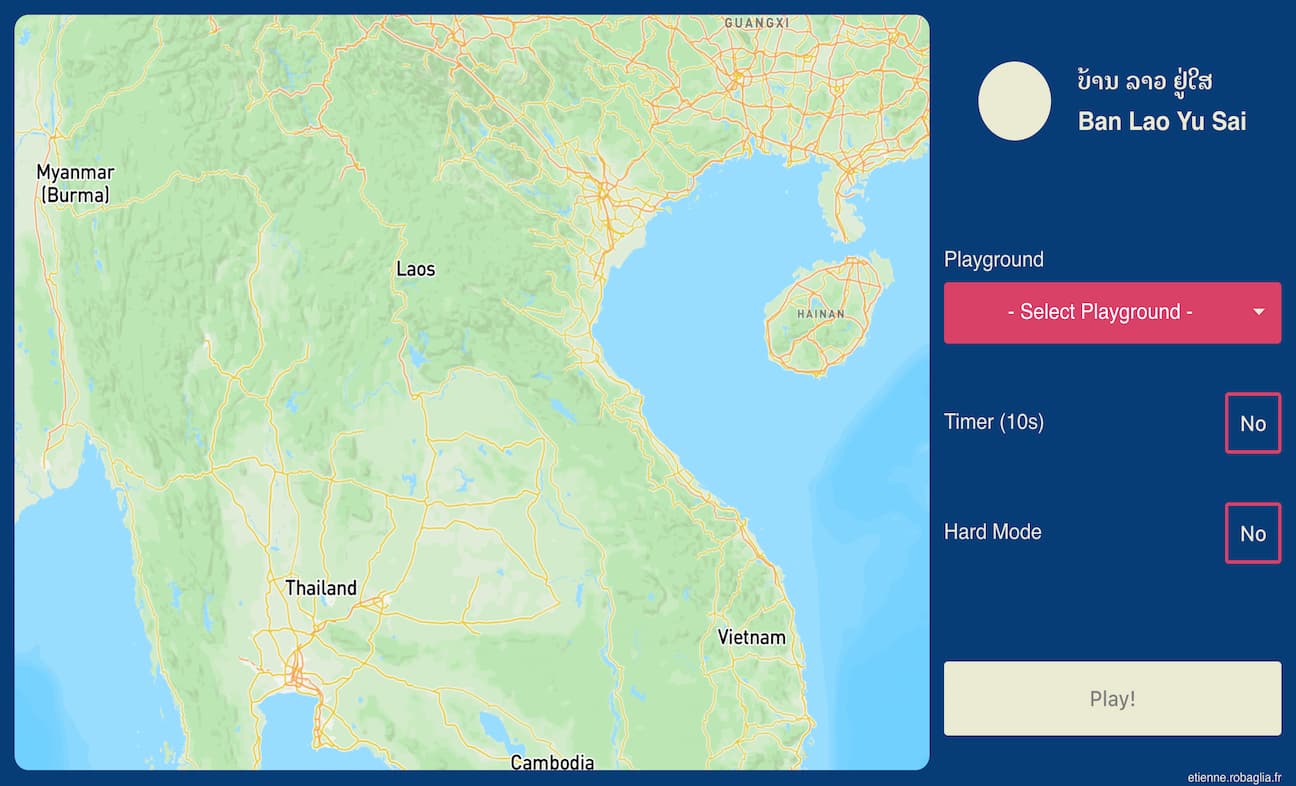 GUANGXI
Myanmar
(Burma)
Laos
HAINAN
Thailand
Vietnam
Cambodia
ບ້ານ ລາວ ຢູ່ໃສ
Ban Lao Yu Sai
Playground
- Select Playground -
Timer (10s)
No
Hard Mode
No
Play!
etienne.robaglia.fr